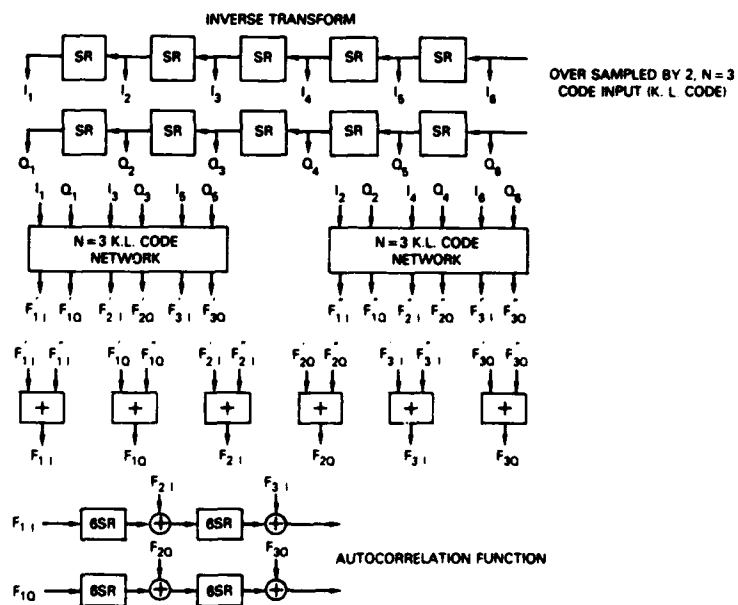 INVERSE TRANSFORM
SR SR SR SR SR
I1 I2 I3 I4 I5 I6
OVER SAMPLED BY 2, N = 3
CODE INPUT (K. L. CODE)
SR SR SR SR SR
Q1 Q2 Q3 Q4 Q5 Q6
I1 Q1 I3 Q3 I5 Q5 I2 Q2 I4 Q4 I6 Q6
N = 3 K.L. CODE
NETWORK
N = 3 K.L. CODE
NETWORK
F'1I F'1Q F'2I F'2Q F'3I F'3Q F"1I F"1Q F"2I F"2Q F"3I F"3Q
F'1I F"1I F'1Q F"1Q F'2I F"2I F'2Q F"2Q F'3I F"3I F'3Q F"3Q
+ + + + + +
F1I F1Q F2I F2Q F3I F3Q
F2I F3I
F1I 6SR + 6SR +
F2Q F3Q
AUTOCORRELATION FUNCTION
F1Q 6SR + 6SR +